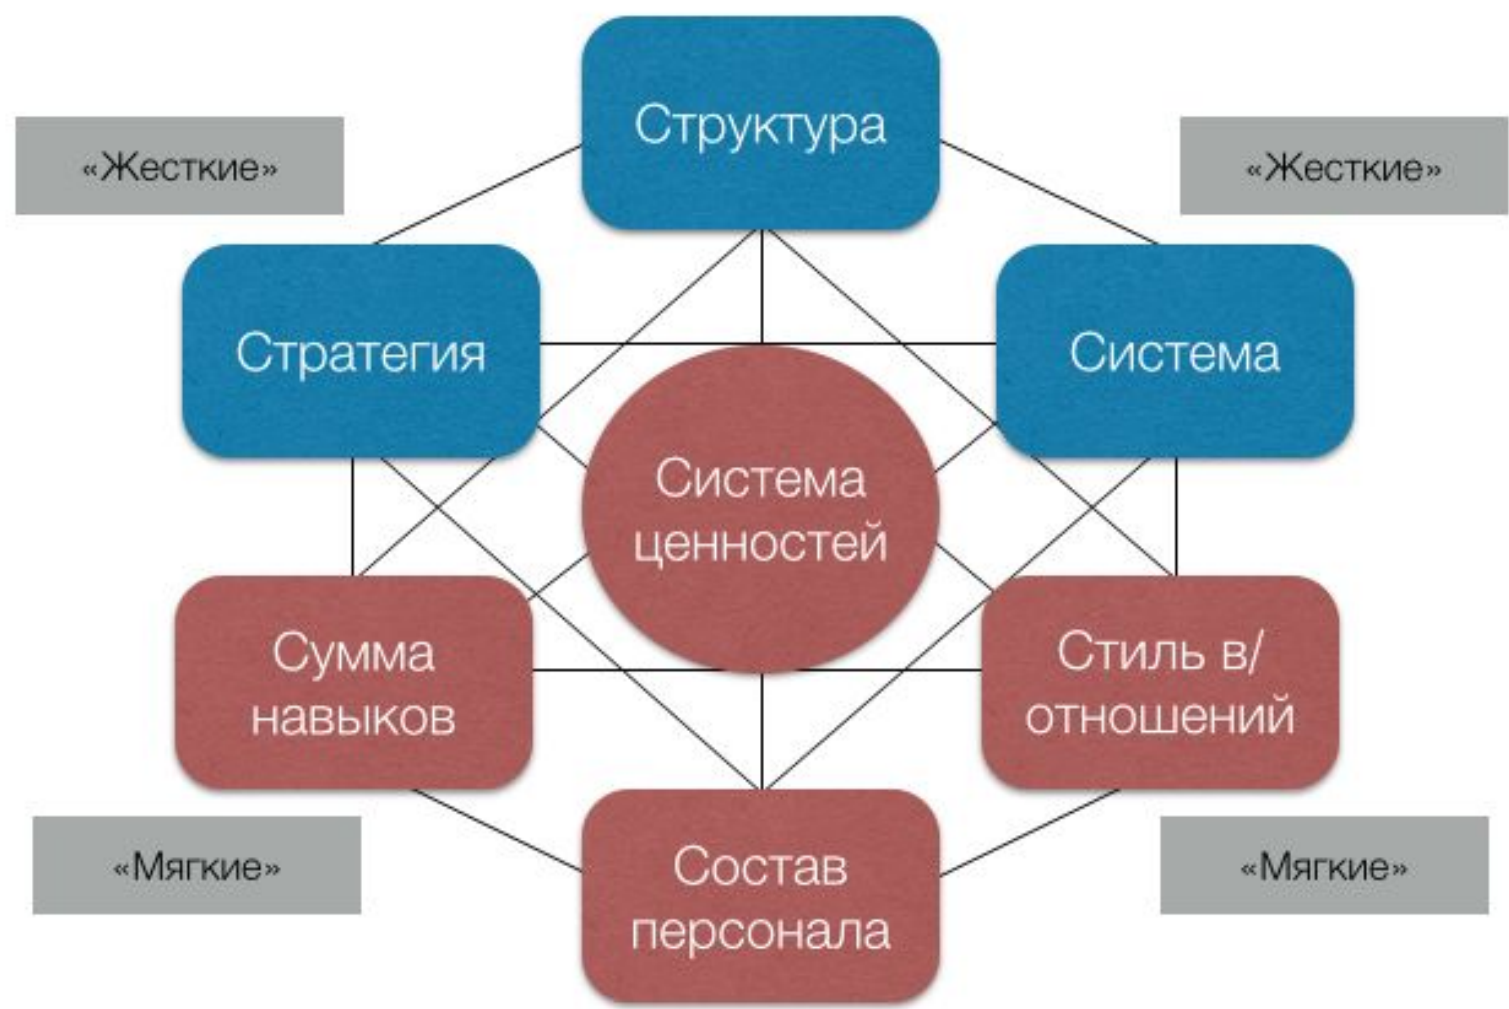 Структура
«Жесткие»
«Жесткие»
Стратегия
Система
Система
ценностей
Сумма
навыков
Стиль в/
отношений
«Мягкие»
Состав
персонала
«Мягкие»